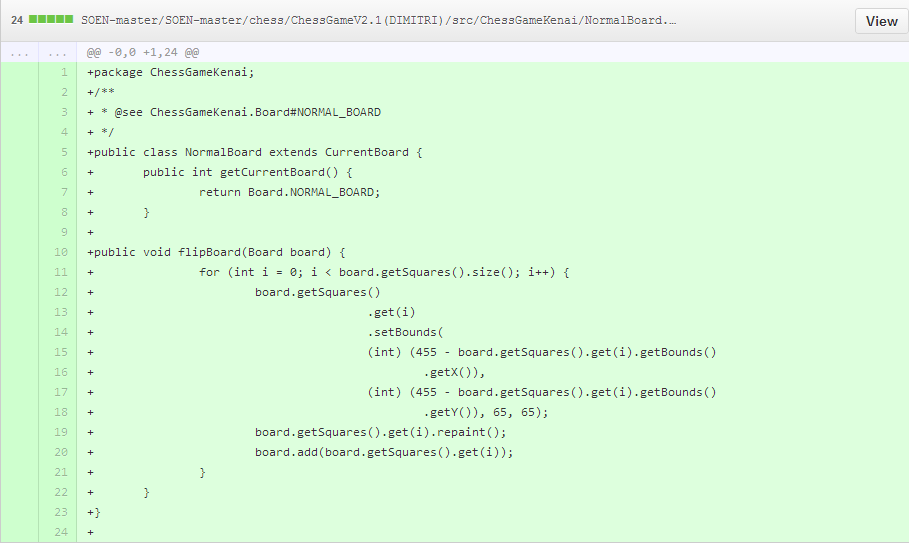 24 SOEN-master/SOEN-master/chess/ChessGameV2.1(DIMITRI)/src/ChessGameKenai/NormalBoard.… View
... ... @@ -0,0 +1,24 @@
1 +package ChessGameKenai;
2 +/**
3 + * @see ChessGameKenai.Board#NORMAL_BOARD
4 + */
5 +public class NormalBoard extends CurrentBoard {
6 + public int getCurrentBoard() {
7 + return Board.NORMAL_BOARD;
8 + }
9 +
10 +public void flipBoard(Board board) {
11 + for (int i = 0; i < board.getSquares().size(); i++) {
12 + board.getSquares()
13 + .get(i)
14 + .setBounds(
15 + (int) (455 - board.getSquares().get(i).getBounds()
16 + .getX()),
17 + (int) (455 - board.getSquares().get(i).getBounds()
18 + .getY()), 65, 65);
19 + board.getSquares().get(i).repaint();
20 + board.add(board.getSquares().get(i));
21 + }
22 + }
23 +}
24 +